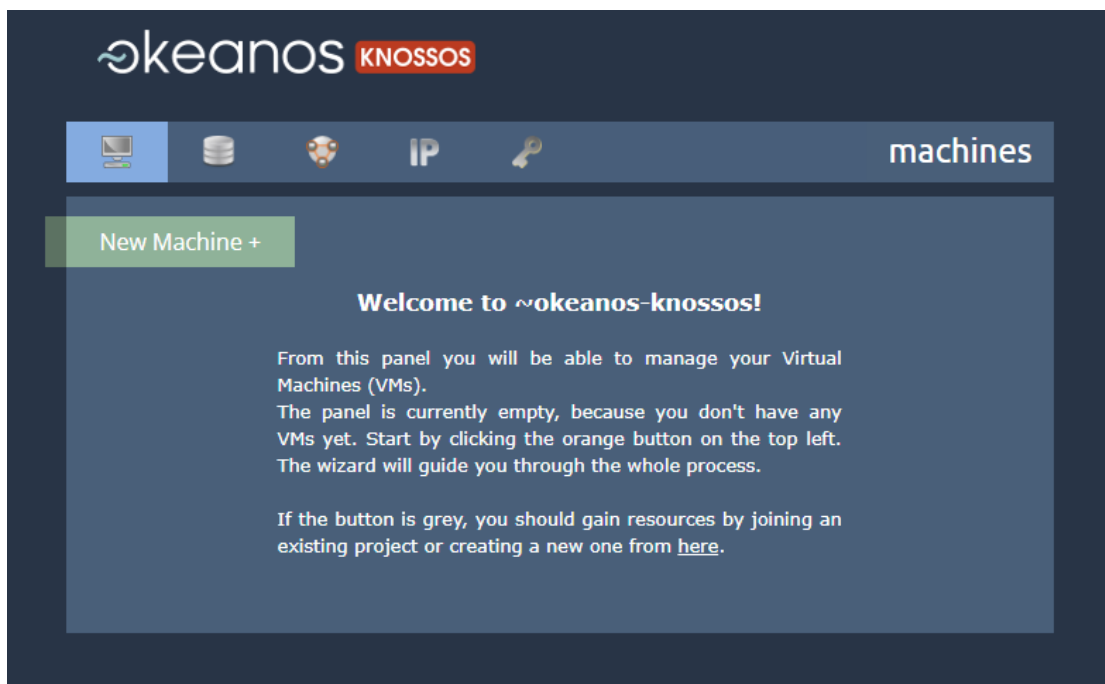 okeanos KNOSSOS
IP
machines
New Machine +
Welcome to ~okeanos-knossos!
From this panel you will be able to manage your Virtual
Machines (VMs).
The panel is currently empty, because you don't have any
VMs yet. Start by clicking the orange button on the top left.
The wizard will guide you through the whole process.
If the button is grey, you should gain resources by joining an
existing project or creating a new one from here.